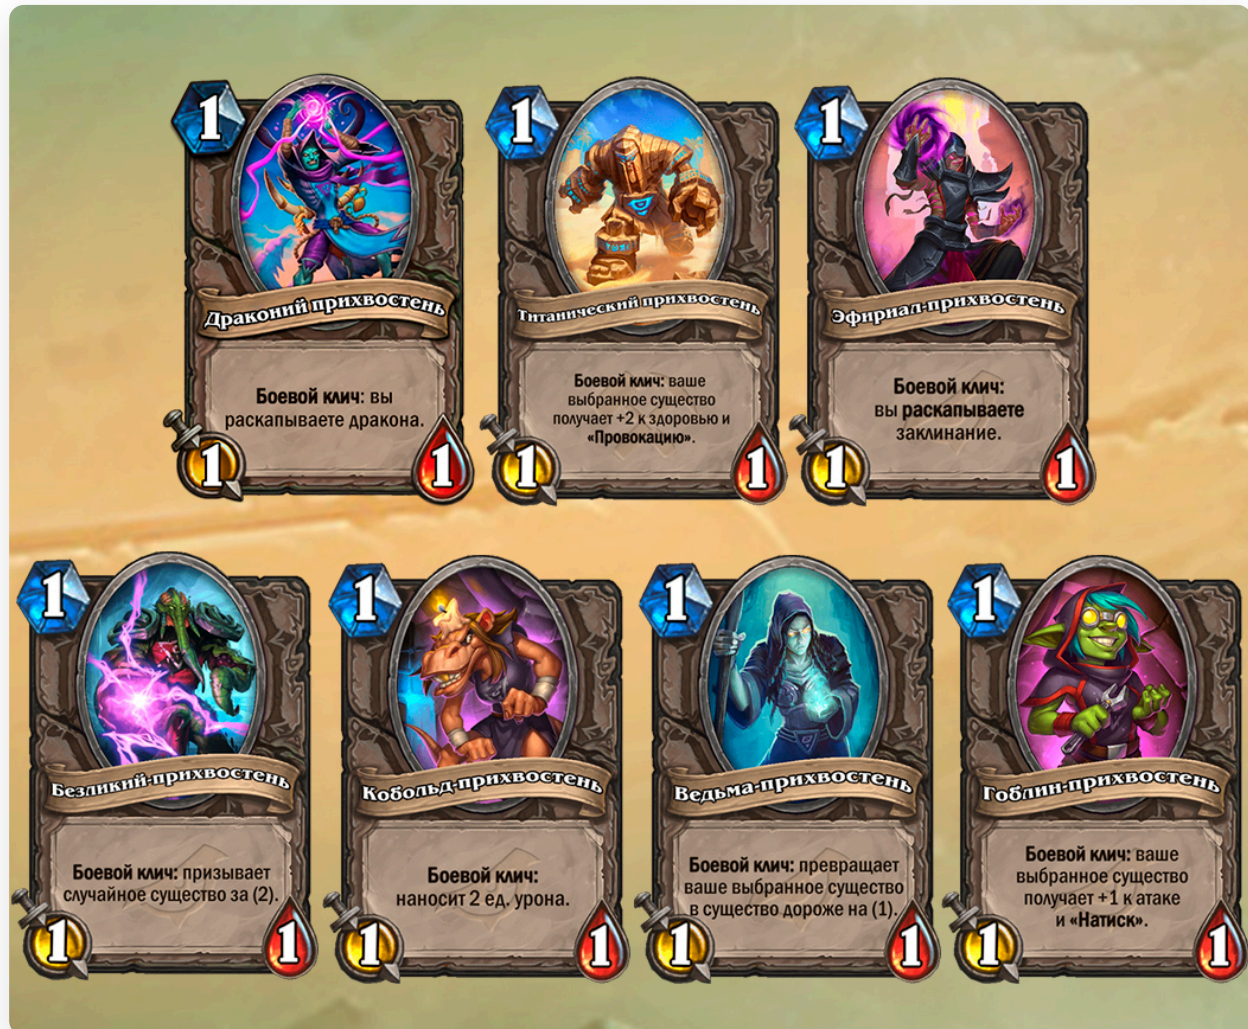 1
Драконий прихвостень
Боевой клич: вы
раскапываете дракона.
1
1
1
Титанический прихвостень
Боевой клич: ваше
выбранное существо
получает +2 к здоровью и
«Провокацию».
1
1
1
Эфириал-прихвостень
Боевой клич:
вы раскапываете
заклинание.
1
1
1
Безликий-прихвостень
Боевой клич: призывает
случайное существо за (2).
1
1
1
Кобольд-прихвостень
Боевой клич:
наносит 2 ед. урона.
1
1
1
Ведьма-прихвостень
Боевой клич: превращает
ваше выбранное существо
в существо дороже на (1).
1
1
1
Гоблин-прихвостень
Боевой клич: ваше
выбранное существо
получает +1 к атаке
и «Натиск».
1
1